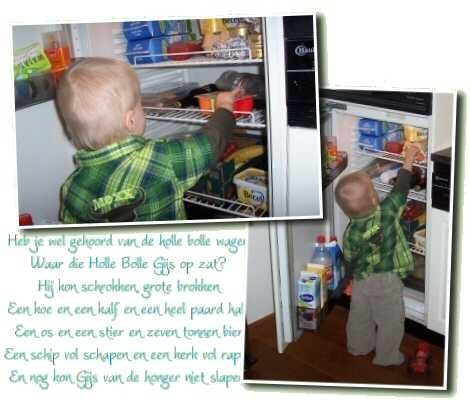 MEXX
Becel
Heb je wel gehoord van de holle bolle wagen
Waar die Holle Bolle Gijs op zat?
Hij kon schrokken, grote brokken
Een koe en een half en een heel paard hal
Een os en een stier en zeven tonnen bier
Een schip vol schapen en een kerk vol rap
En nog kon Gijs van de honger niet slapen